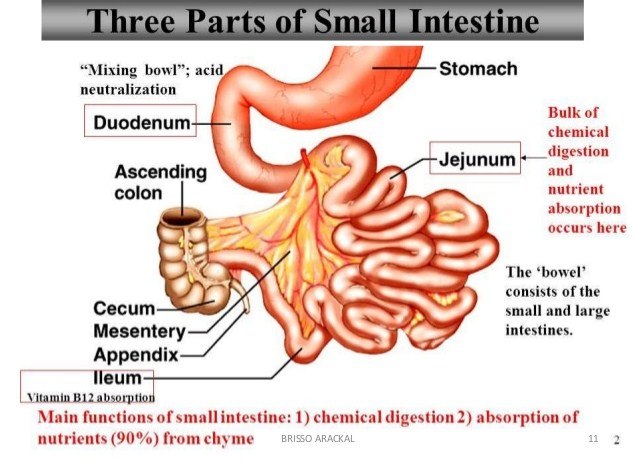 Three Parts of Small Intestine
“Mixing bowl”; acid
neutralization
Stomach
Duodenum
Bulk of
chemical
digestion
and
nutrient
absorption
occurs here
Jejunum
Ascending
colon
The ‘bowel’
consists of the
small and large
intestines.
Cecum
Mesentery
Appendix
Ileum
Vitamin B12 absorption
Main functions of small intestine: 1) chemical digestion 2) absorption of
nutrients (90%) from chyme
BRISSO ARACKAL
11 2